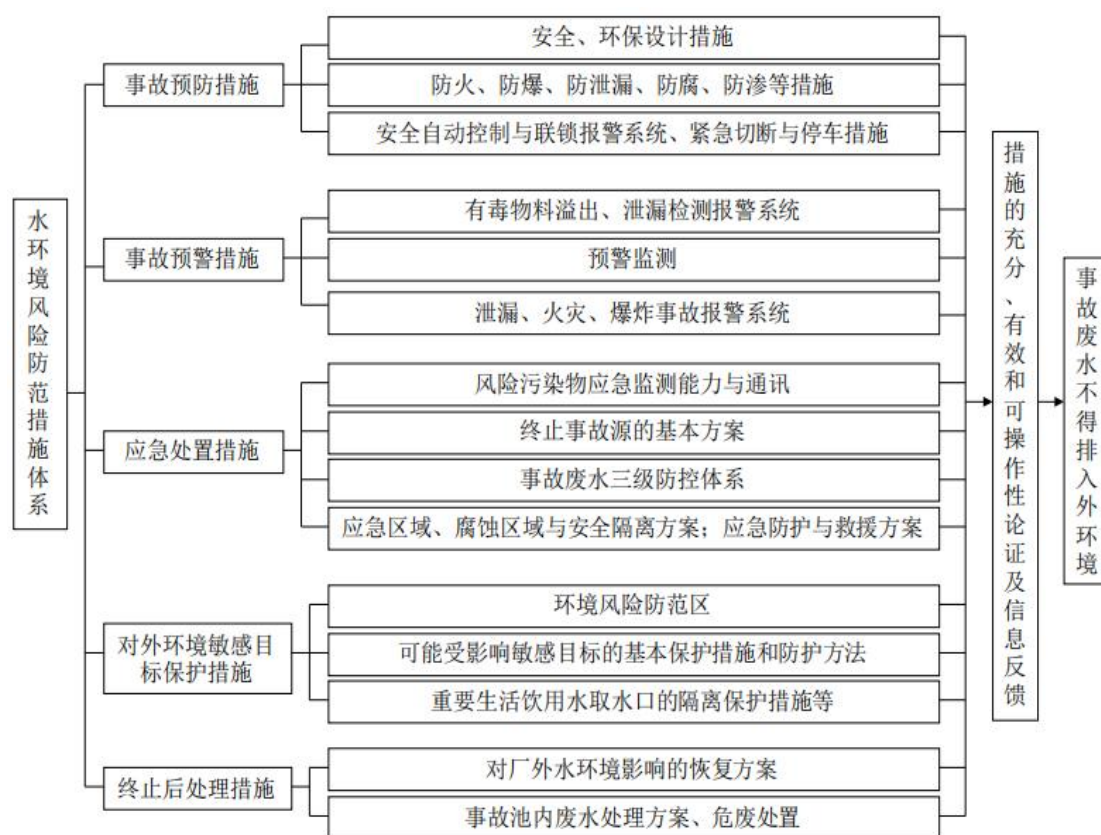 水环境风险防范措施体系
事故预防措施
安全、环保设计措施
防火、防爆、防泄漏、防腐、防渗等措施
安全自动控制与联锁报警系统、紧急切断与停车措施
事故预警措施
有毒物料溢出、泄漏检测报警系统
预警监测
泄漏、火灾、爆炸事故报警系统
应急处置措施
风险污染物应急监测能力与通讯
终止事故源的基本方案
事故废水三级防控体系
应急区域、腐蚀区域与安全隔离方案；应急防护与救援方案
对外环境敏感目
标保护措施
环境风险防范区
可能受影响敏感目标的基本保护措施和防护方法
重要生活饮用水取水口的隔离保护措施等
终止后处理措施
对厂外水环境影响的恢复方案
事故池内废水处理方案、危废处置
措施的充分、有效和可操作性论证及信息反馈
事故废水不得排入外环境